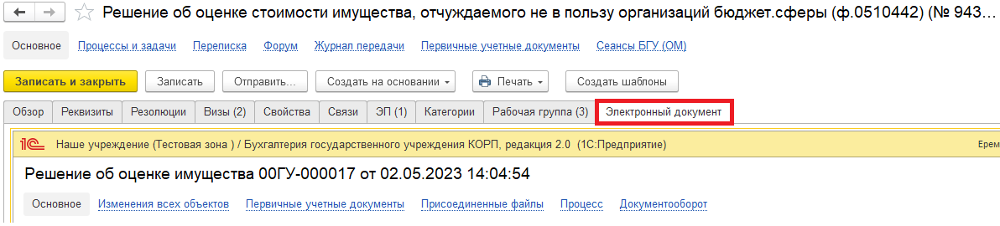 Решение об оценке стоимости имущества, отчуждаемого не в пользу организаций бюджет.сферы (ф.0510442) (№ 943...
Основное Процессы и задачи Переписка Форум Журнал передачи Первичные учетные документы Сеансы БГУ (ОМ)
Записать и закрыть Записать Отправить... Создать на основании Печать Создать шаблоны
Обзор Реквизиты Резолюции Визы (2) Свойства Связи ЭП (1) Категории Рабочая группа (3) Электронный документ
1С Наше учреждение (Тестовая зона ) / Бухгалтерия государственного учреждения КОРП, редакция 2.0 (1С:Предприятие) Ерем
Решение об оценке имущества 00ГУ-000017 от 02.05.2023 14:04:54
Основное Изменения всех объектов Первичные учетные документы Присоединенные файлы Процесс Документооборот